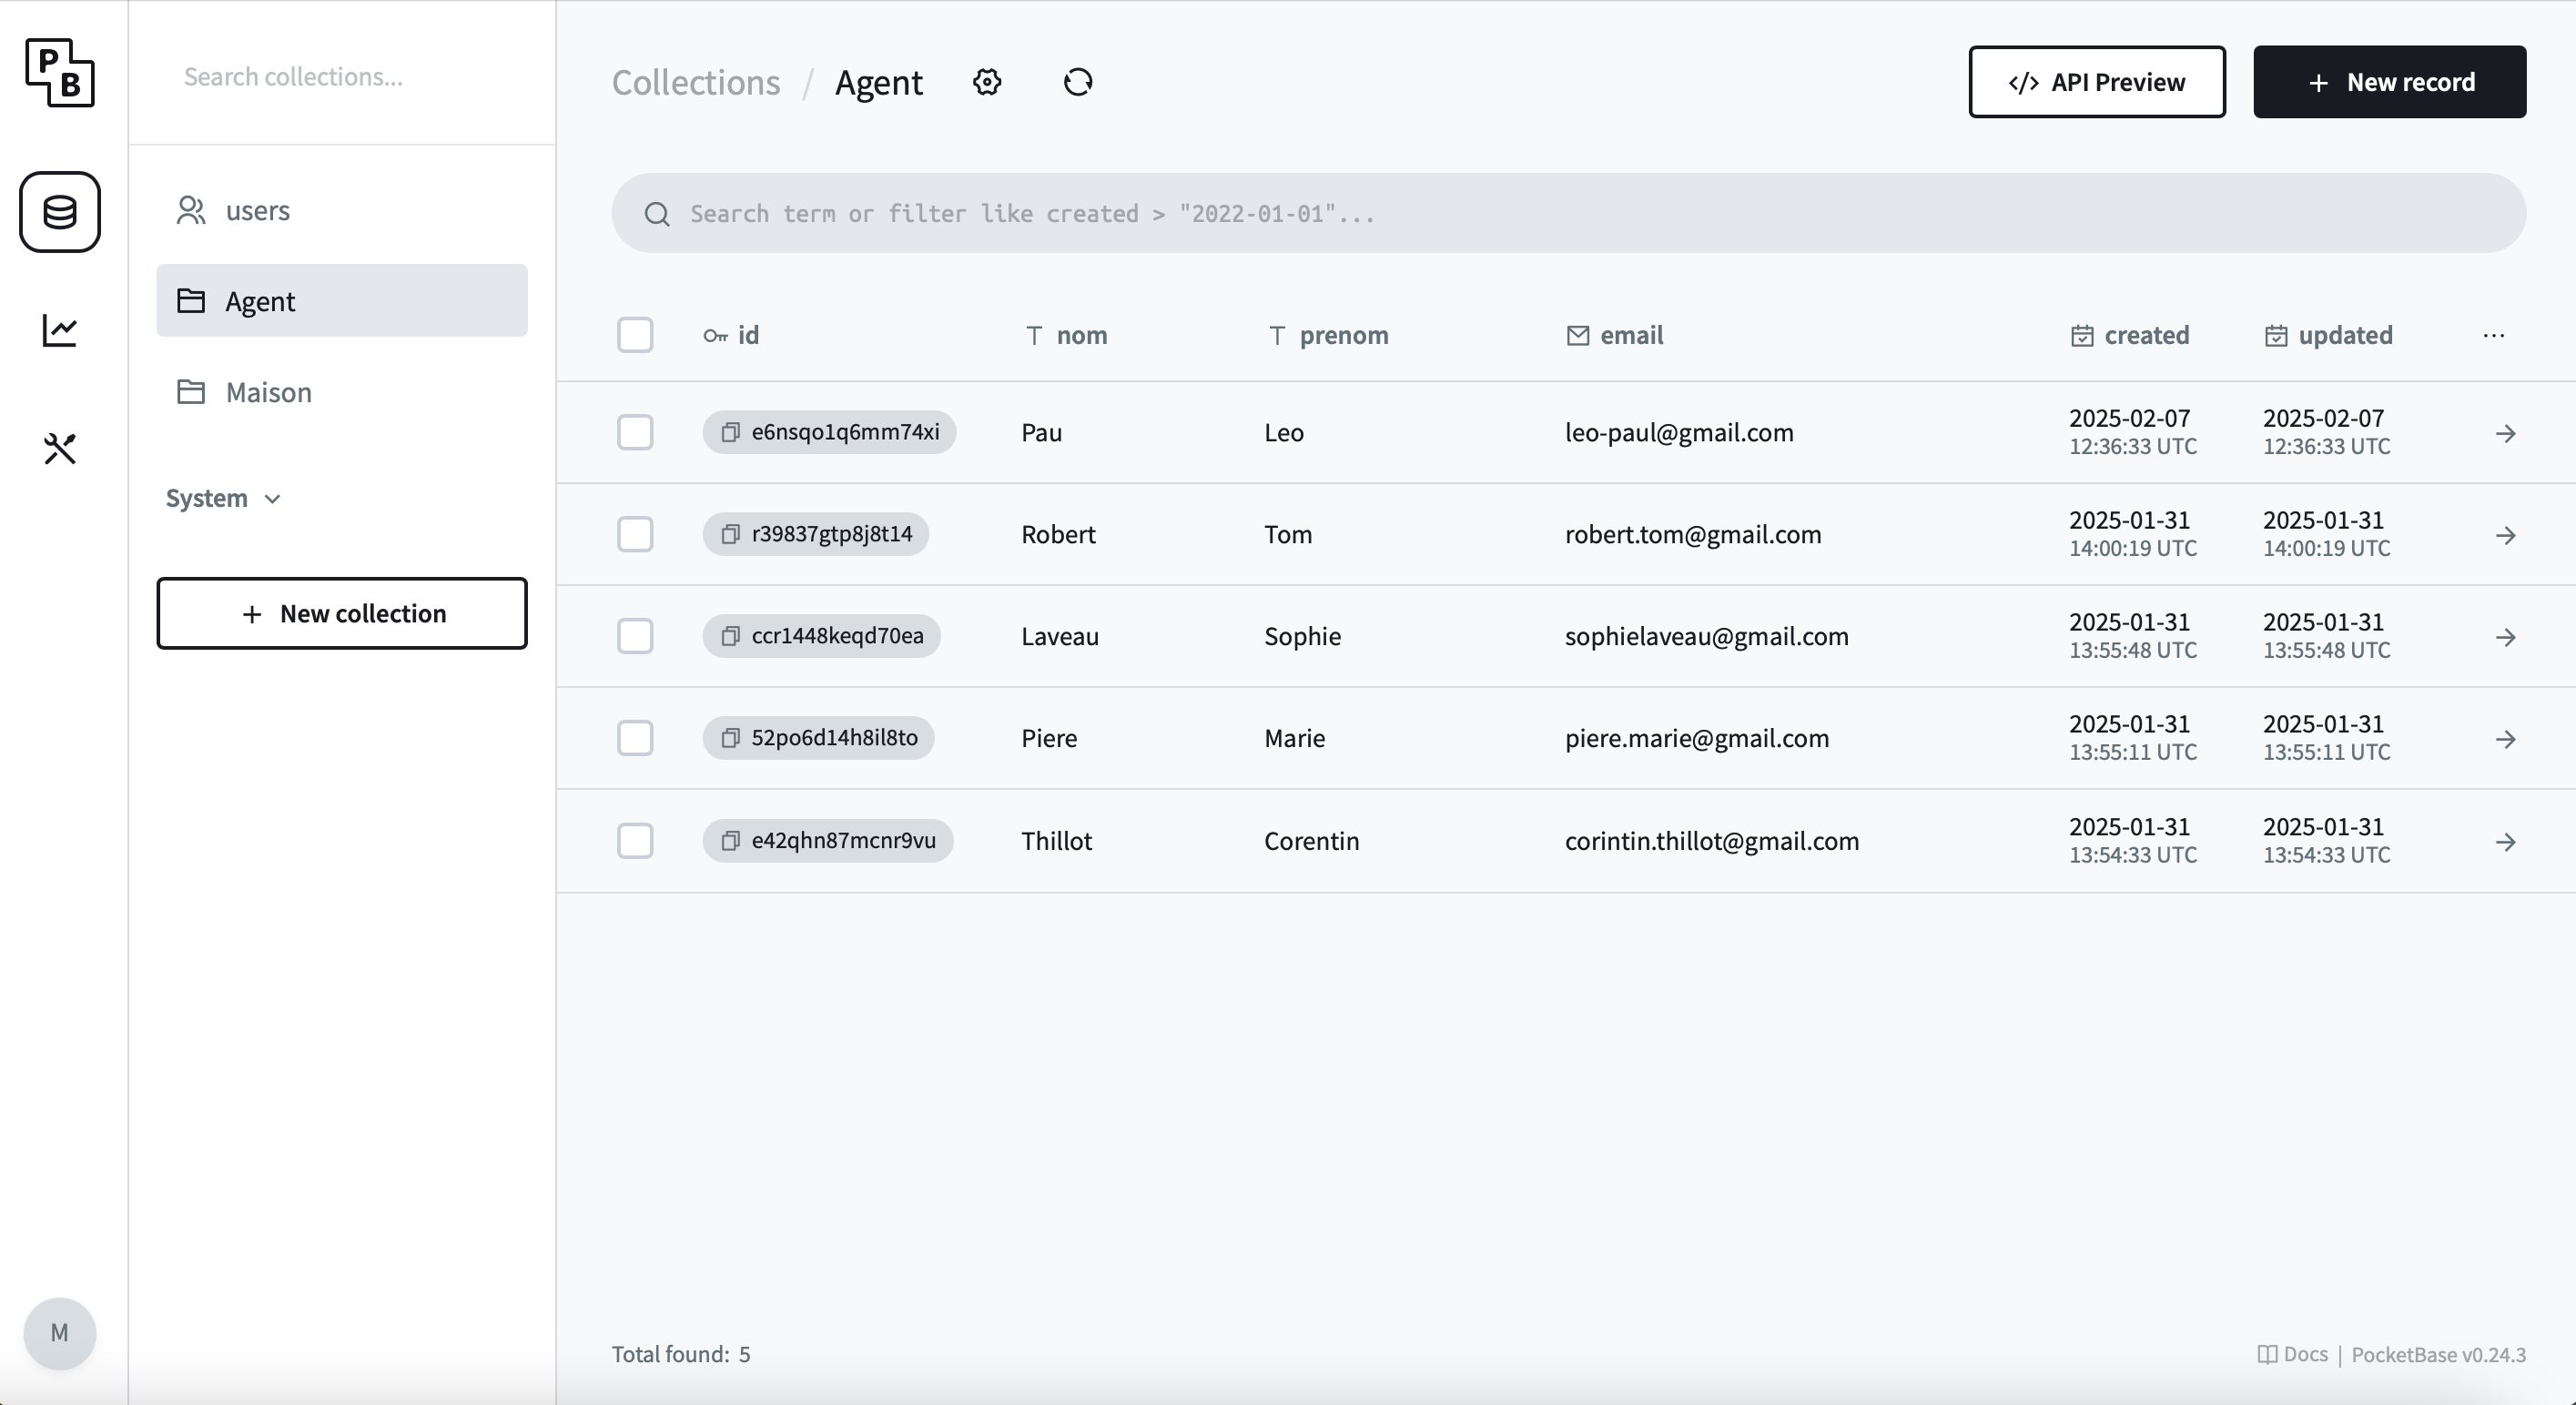 PB
Search collections...
users
Agent
Maison
System
+ New collection
M
Collections / Agent
</> API Preview
+ New record
Search term or filter like created > "2022-01-01"...
id nom prenom email created updated ...
e6nsqo1q6mm74xi Pau Leo leo-paul@gmail.com 2025-02-07 12:36:33 UTC 2025-02-07 12:36:33 UTC
r39837gtp8j8t14 Robert Tom robert.tom@gmail.com 2025-01-31 14:00:19 UTC 2025-01-31 14:00:19 UTC
ccr1448keqd70ea Laveau Sophie sophielaveau@gmail.com 2025-01-31 13:55:48 UTC 2025-01-31 13:55:48 UTC
52po6d14h8il8to Piere Marie piere.marie@gmail.com 2025-01-31 13:55:11 UTC 2025-01-31 13:55:11 UTC
e42qhn87mcnr9vu Thillot Corentin corintin.thillot@gmail.com 2025-01-31 13:54:33 UTC 2025-01-31 13:54:33 UTC
Total found: 5
Docs | PocketBase v0.24.3